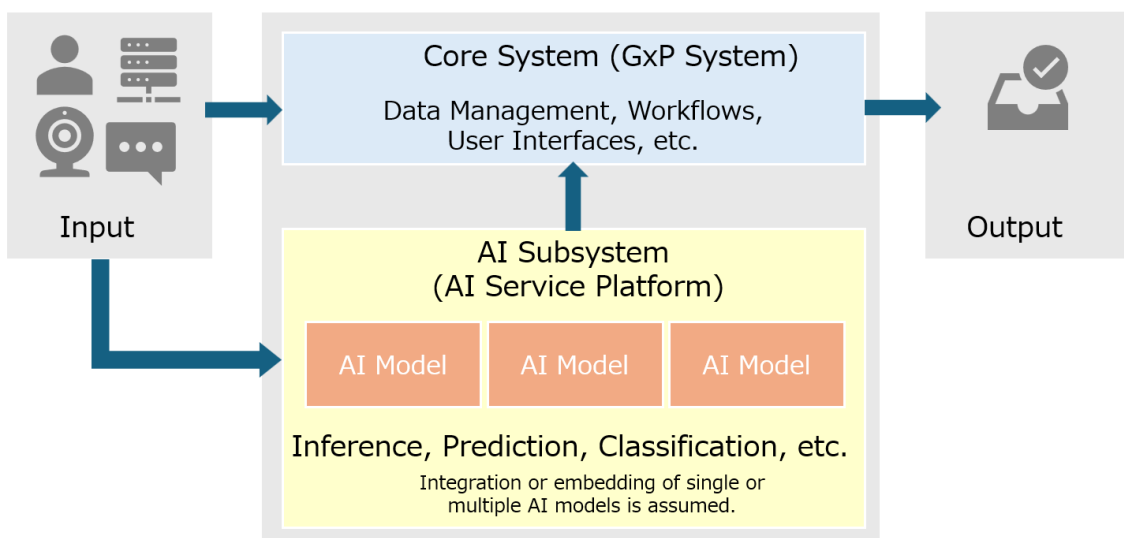 Input
Core System (GxP System)
Data Management, Workflows,
User Interfaces, etc.
AI Subsystem
(AI Service Platform)
AI Model
AI Model
AI Model
Inference, Prediction, Classification, etc.
Integration or embedding of single or
multiple AI models is assumed.
Output